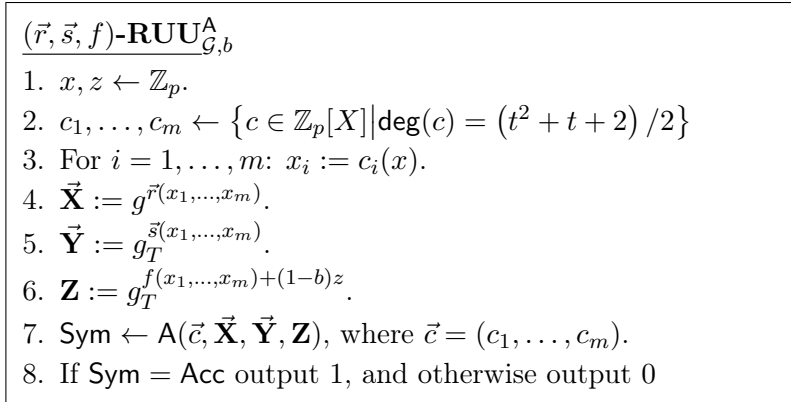 (r⃗, s⃗, f)-RUU^A_{𝒢,b}
1. x, z ← ℤ_p.
2. c_1, . . . , c_m ← {c ∈ ℤ_p[X]|deg(c) = (t^2 + t + 2) /2}
3. For i = 1, . . . , m: x_i := c_i(x).
4. X⃗ := g^{r⃗(x_1,...,x_m)}.
5. Y⃗ := g_T^{s⃗(x_1,...,x_m)}.
6. Z := g_T^{f(x_1,...,x_m)+(1−b)z}.
7. Sym ← A(c⃗, X⃗, Y⃗, Z), where c⃗ = (c_1, . . . , c_m).
8. If Sym = Acc output 1, and otherwise output 0